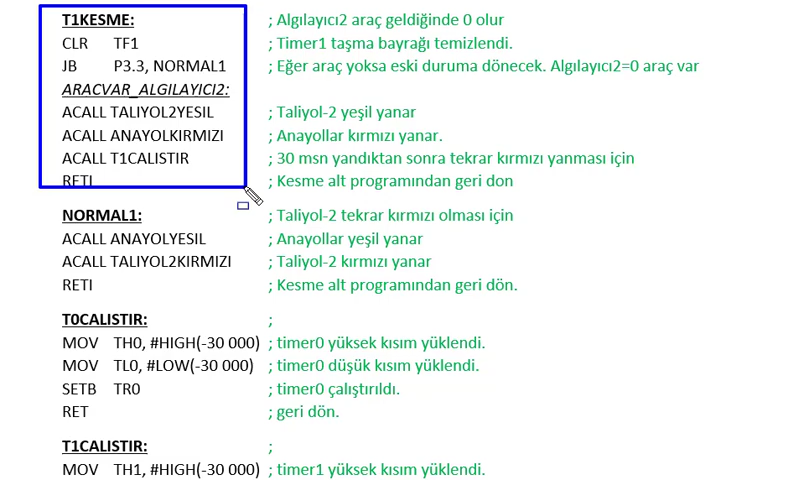 T1KESME: ; Algılayıcı2 araç geldiğinde 0 olur
CLR TF1 ; Timer1 taşma bayrağı temizlendi.
JB P3.3, NORMAL1 ; Eğer araç yoksa eski duruma dönecek. Algılayıcı2=0 araç var
ARACVAR_ALGILAYICI2:
ACALL TALIYOL2YESIL ; Taliyol-2 yeşil yanar
ACALL ANAYOLKIRMIZI ; Anayollar kırmızı yanar.
ACALL T1CALISTIR ; 30 msn yandıktan sonra tekrar kırmızı yanması için
RETI ; Kesme alt programından geri don
NORMAL1: ; Taliyol-2 tekrar kırmızı olması için
ACALL ANAYOLYESIL ; Anayollar yeşil yanar
ACALL TALIYOL2KIRMIZI ; Taliyol-2 kırmızı yanar
RETI ; Kesme alt programından geri dön.
T0CALISTIR: ;
MOV TH0, #HIGH(-30 000) ; timer0 yüksek kısım yüklendi.
MOV TL0, #LOW(-30 000) ; timer0 düşük kısım yüklendi.
SETB TR0 ; timer0 çalıştırıldı.
RET ; geri dön.
T1CALISTIR: ;
MOV TH1, #HIGH(-30 000) ; timer1 yüksek kısım yüklendi.